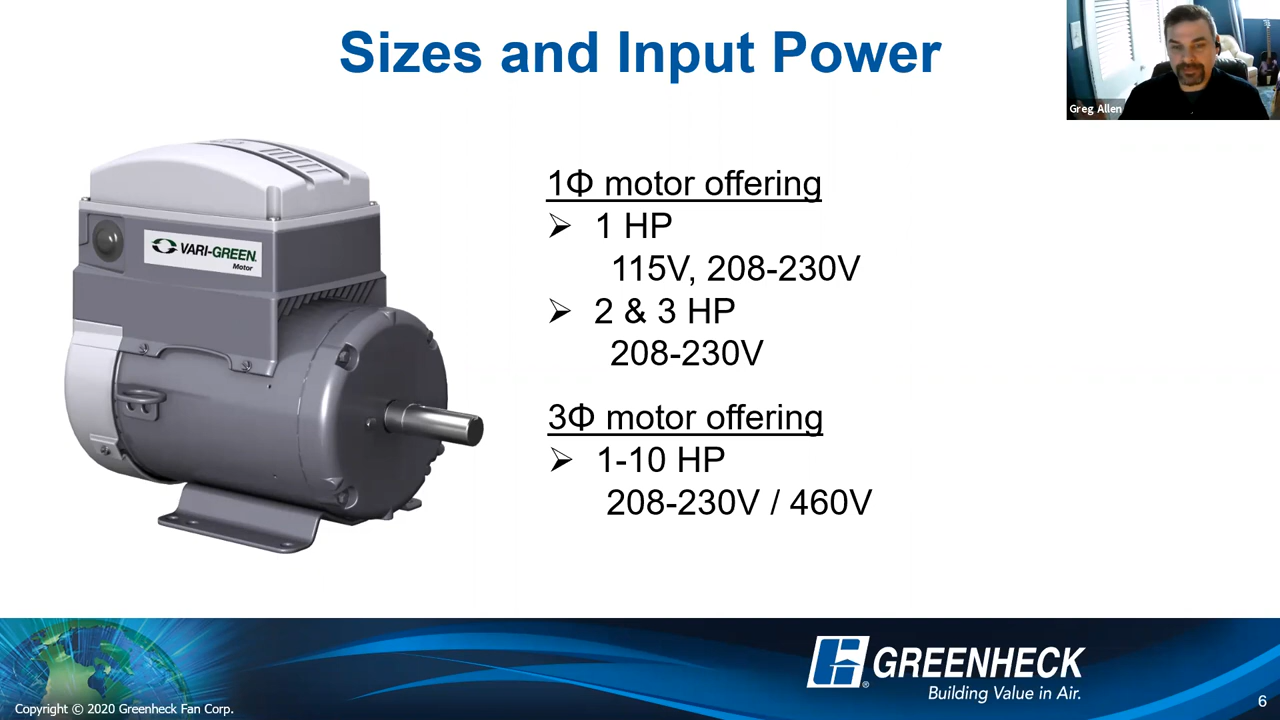 Sizes and Input Power
Greg Allen
VARI-GREEN
Motor
1Φ motor offering
➢ 1 HP
115V, 208-230V
➢ 2 & 3 HP
208-230V
3Φ motor offering
➢ 1-10 HP
208-230V / 460V
GREENHECK®
Building Value in Air.
Copyright © 2020 Greenheck Fan Corp.
6